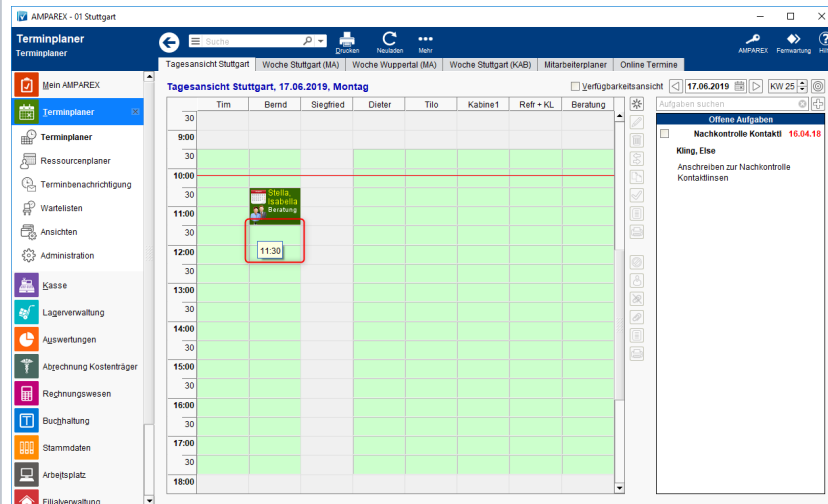 AMPAREX - 01 Stuttgart
Terminplaner
Terminplaner
Suche
Drucken
Neuladen
Mehr
AMPAREX
Fernwartung
Tagesansicht Stuttgart
Woche Stuttgart (MA)
Woche Wuppertal (MA)
Woche Stuttgart (KAB)
Mitarbeiterplaner
Online Termine
Mein AMPAREX
Terminplaner
Terminplaner
Ressourcenplaner
Terminbenachrichtigung
Wartelisten
Ansichten
Administration
Kasse
Lagerverwaltung
Auswertungen
Abrechnung Kostenträger
Rechnungswesen
Buchhaltung
Stammdaten
Arbeitsplatz
Filialverwaltung
Tagesansicht Stuttgart, 17.06.2019, Montag
Verfügbarkeitsansicht
17.06.2019
KW 25
Tim Bernd Siegfried Dieter Tilo Kabine1 Refr + KL Beratung
30
9:00
30
10:00
30
11:00
30
12:00
30
13:00
30
14:00
30
15:00
30
16:00
30
17:00
30
18:00
Stella,
Isabella
Beratung
11:30
Aufgaben suchen
Offene Aufgaben
Nachkontrolle Kontakti 16.04.18
Kling, Else
Anschreiben zur Nachkontrolle
Kontaktlinsen